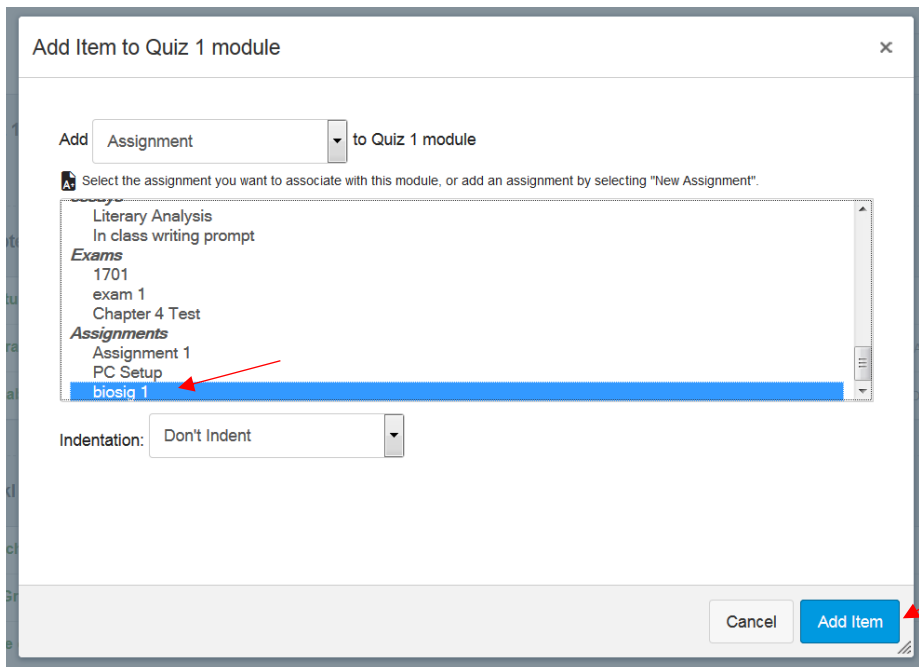 Add Item to Quiz 1 module
×
Add Assignment to Quiz 1 module
Select the assignment you want to associate with this module, or add an assignment by selecting "New Assignment".
Literary Analysis
In class writing prompt
Exams
1701
exam 1
Chapter 4 Test
Assignments
Assignment 1
PC Setup
biosig 1
Indentation: Don't Indent
Cancel Add Item